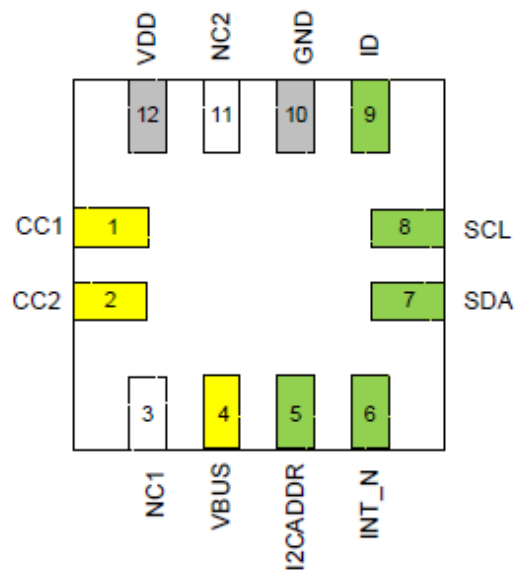 VDD NC2 GND ID
12 11 10 9
CC1 1 8 SCL
CC2 2 7 SDA
3 4 5 6
NC1 VBUS I2CADDR INT_N